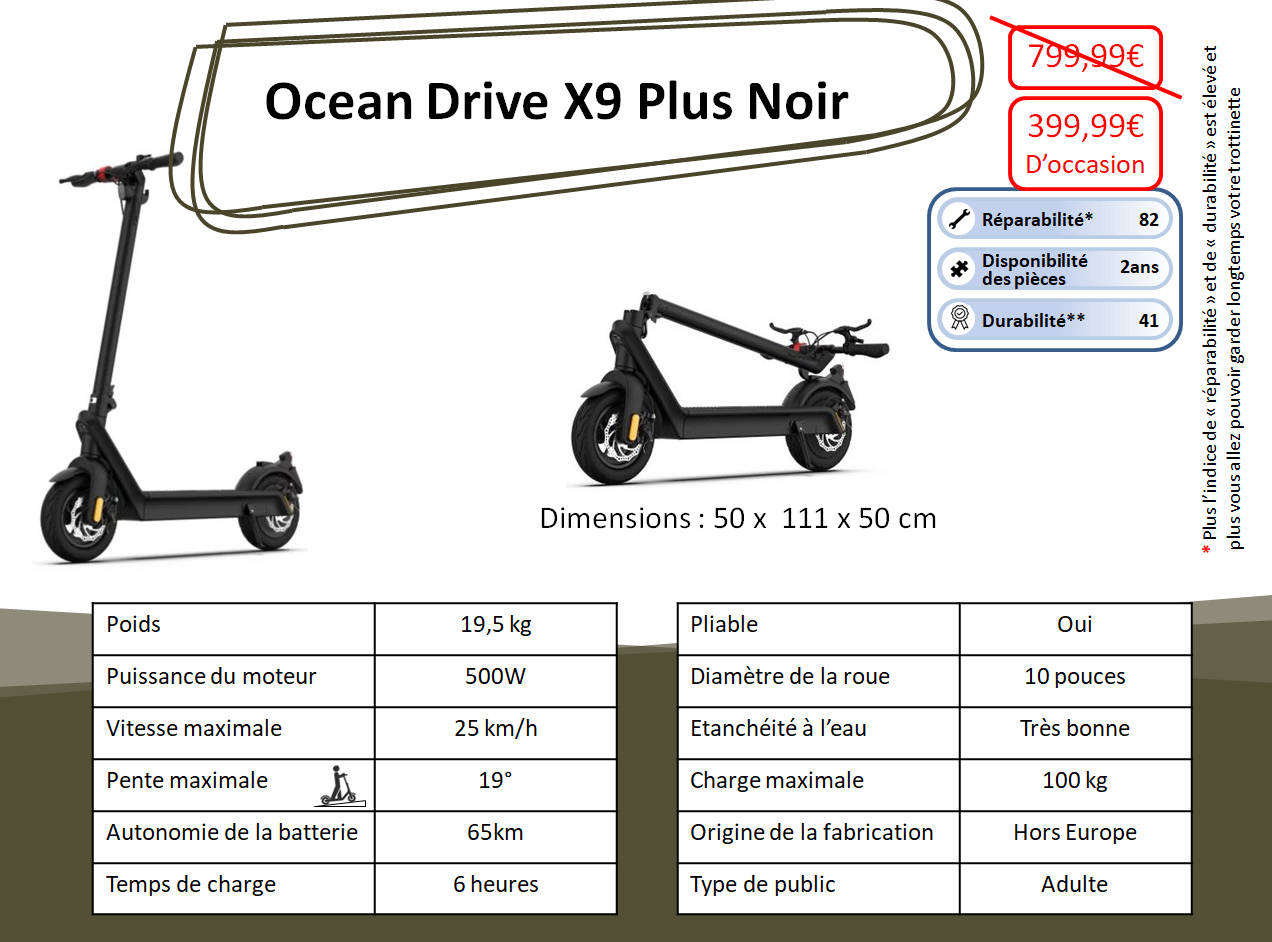 Ocean Drive X9 Plus Noir
799,99€
399,99€
D’occasion
Réparabilité* 82
Disponibilité
des pièces 2ans
Durabilité** 41
* Plus l’indice de « réparabilité » et de « durabilité » est élevé et
plus vous allez pouvoir garder longtemps votre trottinette
Dimensions : 50 x 111 x 50 cm
Poids 19,5 kg
Puissance du moteur 500W
Vitesse maximale 25 km/h
Pente maximale 19°
Autonomie de la batterie 65km
Temps de charge 6 heures
Pliable Oui
Diamètre de la roue 10 pouces
Etanchéité à l’eau Très bonne
Charge maximale 100 kg
Origine de la fabrication Hors Europe
Type de public Adulte